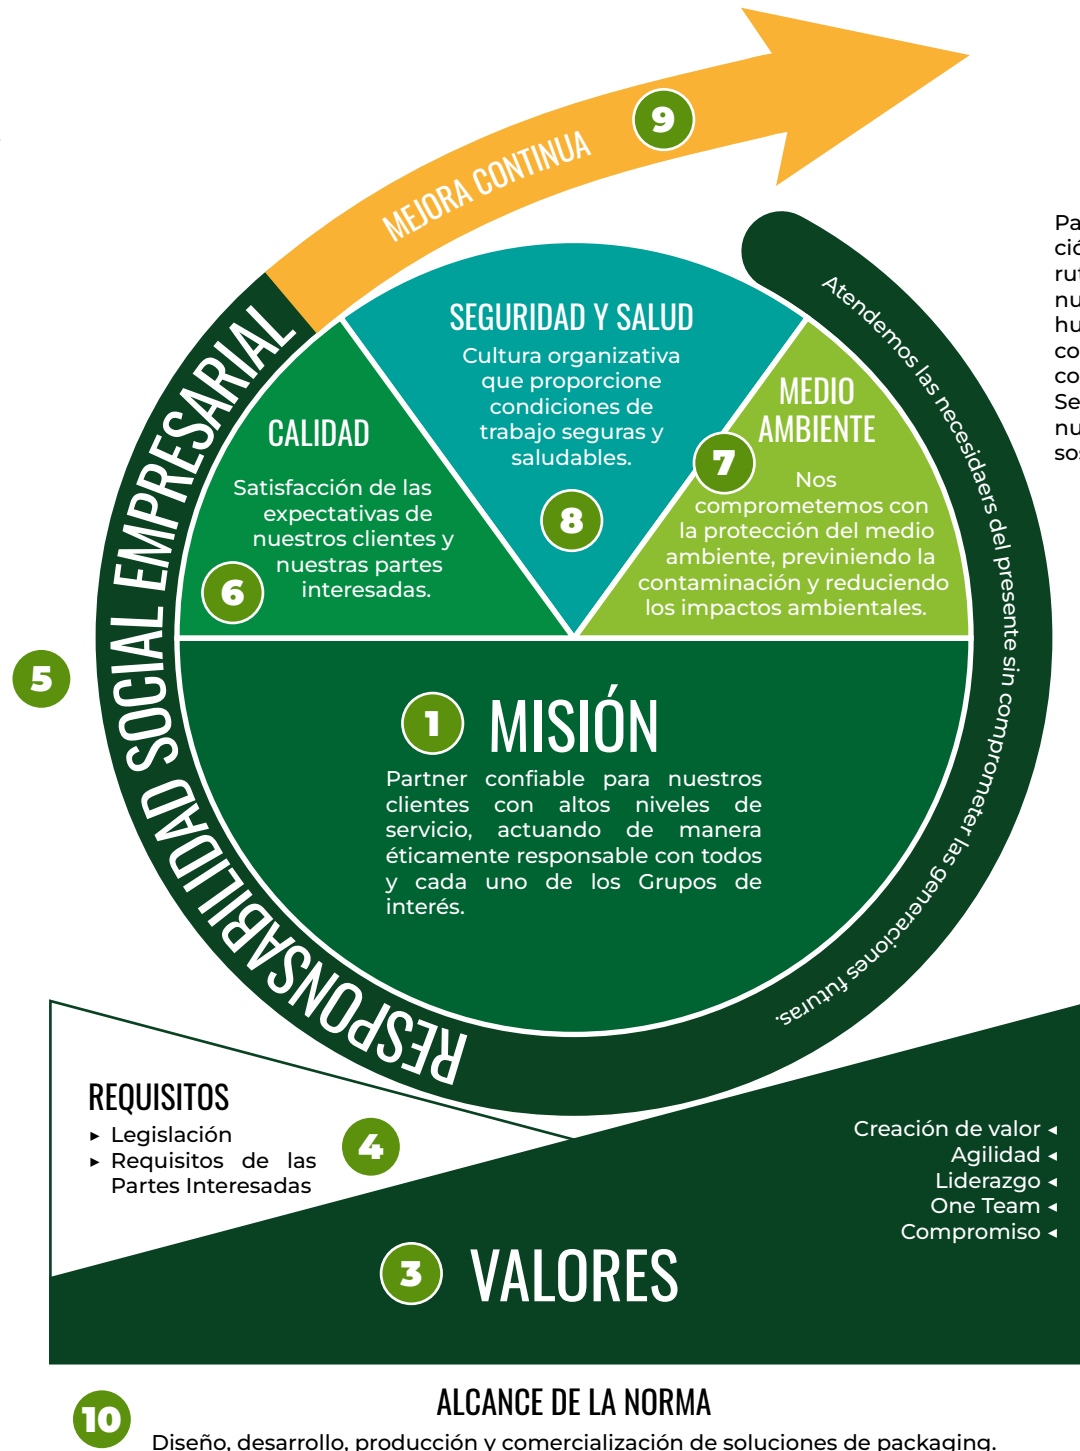 9
MEJORA CONTINUA
RESPONSABILIDAD SOCIAL EMPRESARIAL
Atendemos las necesidaers del presente sin comprometer las generaciones futuras.
SEGURIDAD Y SALUD
Cultura organizativa
que proporcione
condiciones de
trabajo seguras y
saludables.
8
CALIDAD
Satisfacción de las
expectativas de
nuestros clientes y
nuestras partes
interesadas.
6
MEDIO
AMBIENTE
7
Nos
comprometemos con
la protección del medio
ambiente, previniendo la
contaminación y reduciendo
los impactos ambientales.
5
1 MISIÓN
Partner confiable para nuestros
clientes con altos niveles de
servicio, actuando de manera
éticamente responsable con todos
y cada uno de los Grupos de
interés.
REQUISITOS
▸ Legislación
▸ Requisitos de las
Partes Interesadas
4
Creación de valor ◂
Agilidad ◂
Liderazgo ◂
One Team ◂
Compromiso ◂
3 VALORES
10
ALCANCE DE LA NORMA
Diseño, desarrollo, producción y comercialización de soluciones de packaging.